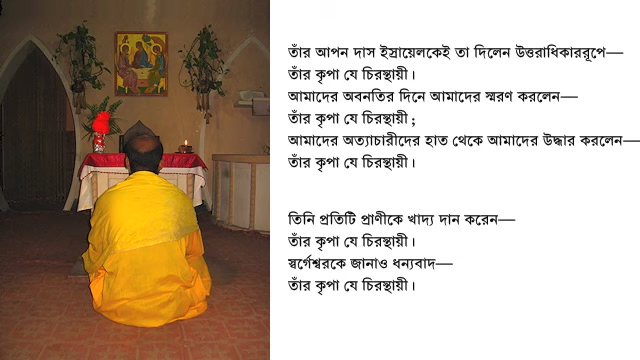 তাঁর আপন দাস ইস্রায়েলকেই তা দিলেন উত্তরাধিকাররূপে—
তাঁর কৃপা যে চিরস্থায়ী।
আমাদের অবনতির দিনে আমাদের স্মরণ করলেন—
তাঁর কৃপা যে চিরস্থায়ী;
আমাদের অত্যাচারীদের হাত থেকে আমাদের উদ্ধার করলেন—
তাঁর কৃপা যে চিরস্থায়ী।
তিনি প্রতিটি প্রাণীকে খাদ্য দান করেন—
তাঁর কৃপা যে চিরস্থায়ী।
স্বর্গেশ্বরকে জানাও ধন্যবাদ—
তাঁর কৃপা যে চিরস্থায়ী।